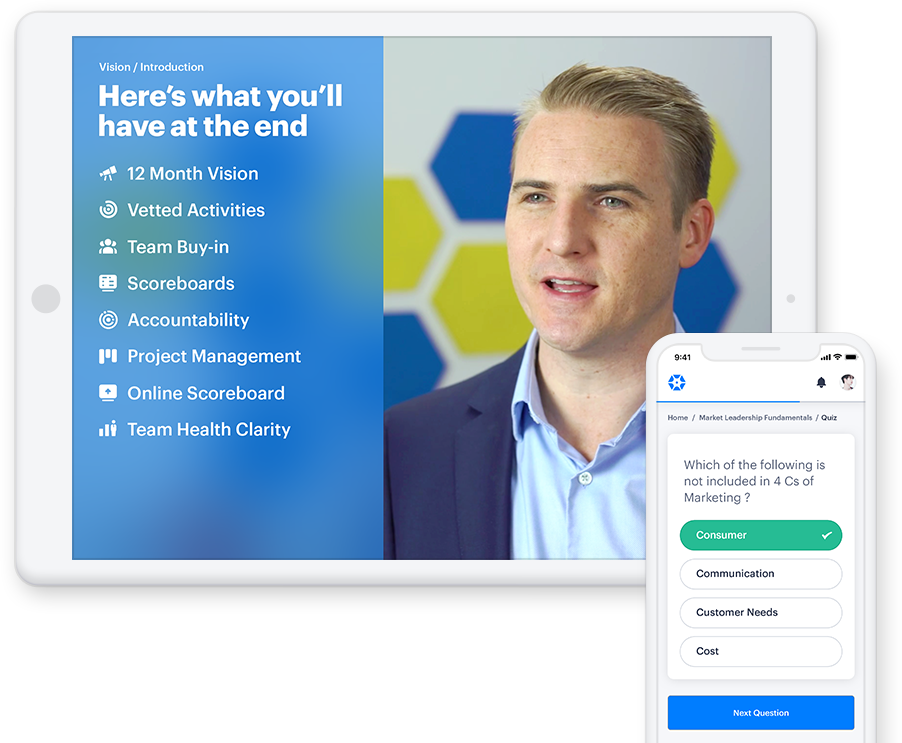 Vision / Introduction
Here’s what you’ll
have at the end
12 Month Vision
Vetted Activities
Team Buy-in
Scoreboards
Accountability
Project Management
Online Scoreboard
Team Health Clarity
9:41
Home / Market Leadership Fundamentals / Quiz
Which of the following is
not included in 4 Cs of
Marketing ?
Consumer
Communication
Customer Needs
Cost
Next Question